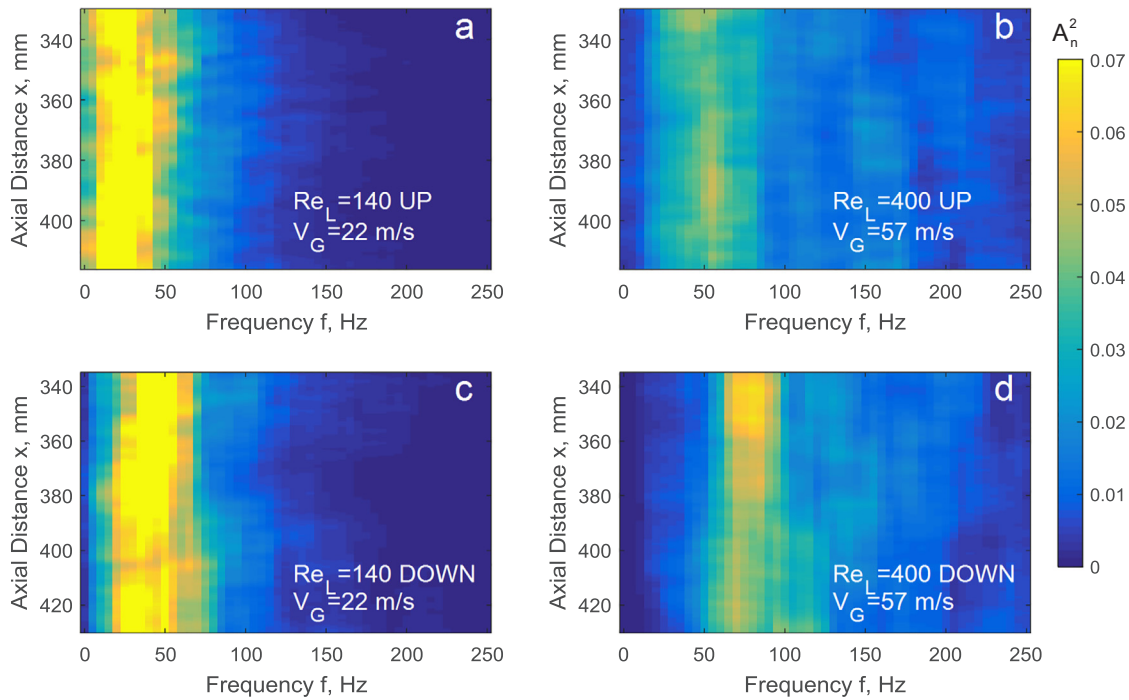 a
340
360
380
400
Axial Distance x, mm
Re_L=140 UP
V_G=22 m/s
0 50 100 150 200 250
Frequency f, Hz
b
340
360
380
400
Axial Distance x, mm
Re_L=400 UP
V_G=57 m/s
0 50 100 150 200 250
Frequency f, Hz
A_n^2
0.07
0.06
0.05
0.04
0.03
0.02
0.01
0
c
340
360
340
400
420
Axial Distance x, mm
Re_L=140 DOWN
V_G=22 m/s
0 50 100 150 200 250
Frequency f, Hz
d
340
360
340
400
420
Axial Distance x, mm
Re_L=400 DOWN
V_G=57 m/s
0 50 100 150 200 250
Frequency f, Hz